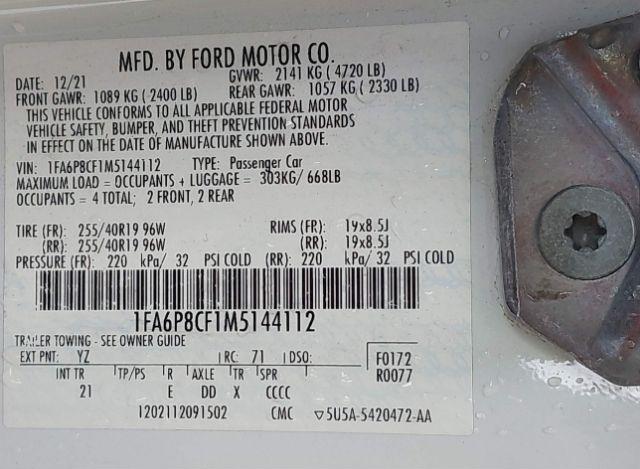 MFD. BY FORD MOTOR CO.
DATE: 12/21 GVWR: 2141 KG ( 4720 LB)
FRONT GAWR: 1089 KG ( 2400 LB) REAR GAWR: 1057 KG ( 2330 LB)
THIS VEHICLE CONFORMS TO ALL APPLICABLE FEDERAL MOTOR
VEHICLE SAFETY, BUMPER, AND THEFT PREVENTION STANDARDS
IN EFFECT ON THE DATE OF MANUFACTURE SHOWN ABOVE.
VIN: 1FA6P8CF1M5144112 TYPE: Passenger Car
MAXIMUM LOAD = OCCUPANTS + LUGGAGE = 303KG/ 668LB
OCCUPANTS = 4 TOTAL; 2 FRONT, 2 REAR
TIRE (FR): 255/40R19 96W RIMS (FR): 19x8.5J
(RR): 255/40R19 96W (RR): 19x8.5J
PRESSURE (FR): 220 kPa/ 32 PSI COLD (RR): 220 kPa/ 32 PSI COLD
1FA6P8CF1M5144112
TRAILER TOWING - SEE OWNER GUIDE
EXT PNT: YZ RC: 71 DSO: F0172
INT TR TP/PS R AXLE TR SPR R0077
21 E DD X CCCC
1202112091502 CMC ▽5U5A-5420472-AA